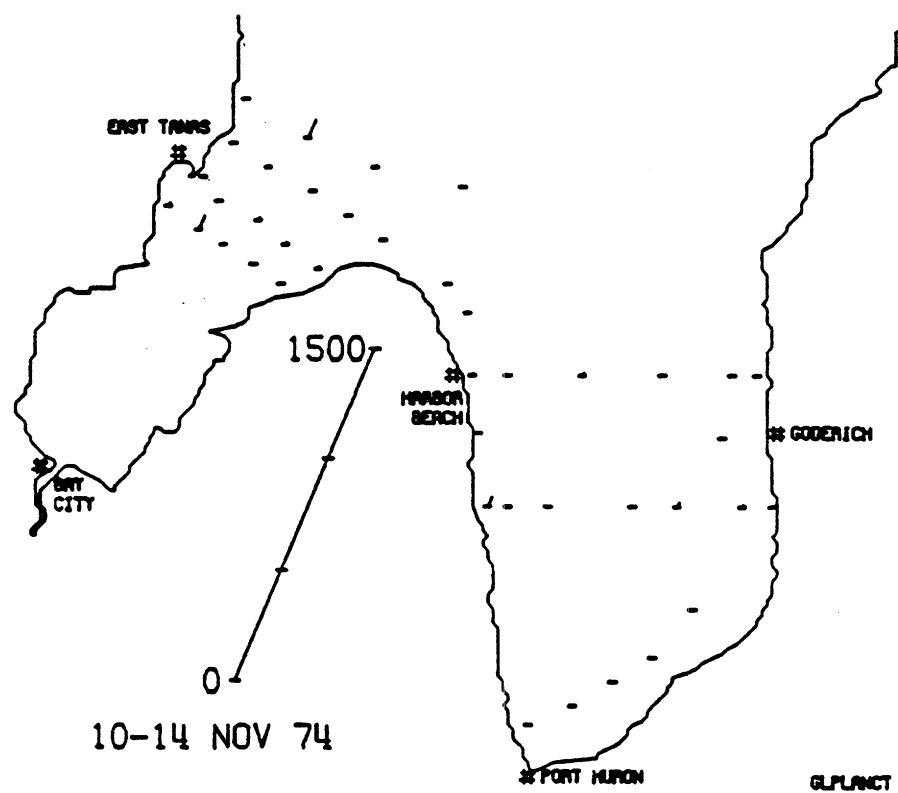 EAST TAWAS
1500
HARBOR
BEACH
GODERICH
BAY
CITY
0
10-14 NOV 74
PORT HURON
GLPLANCT